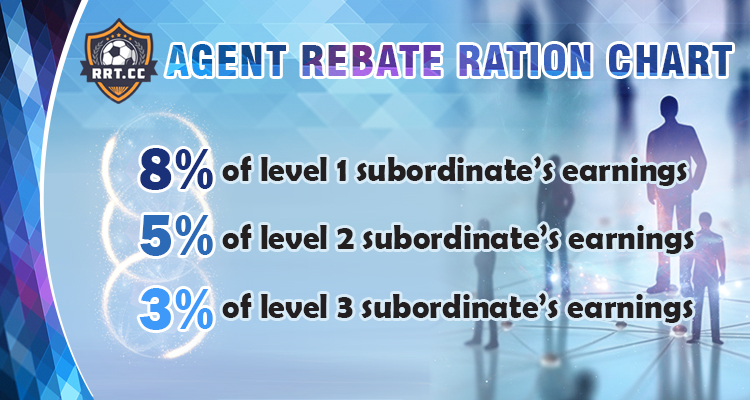 RRT.CC
AGENT REBATE RATION CHART
8% of level 1 subordinate's earnings
5% of level 2 subordinate's earnings
3% of level 3 subordinate's earnings